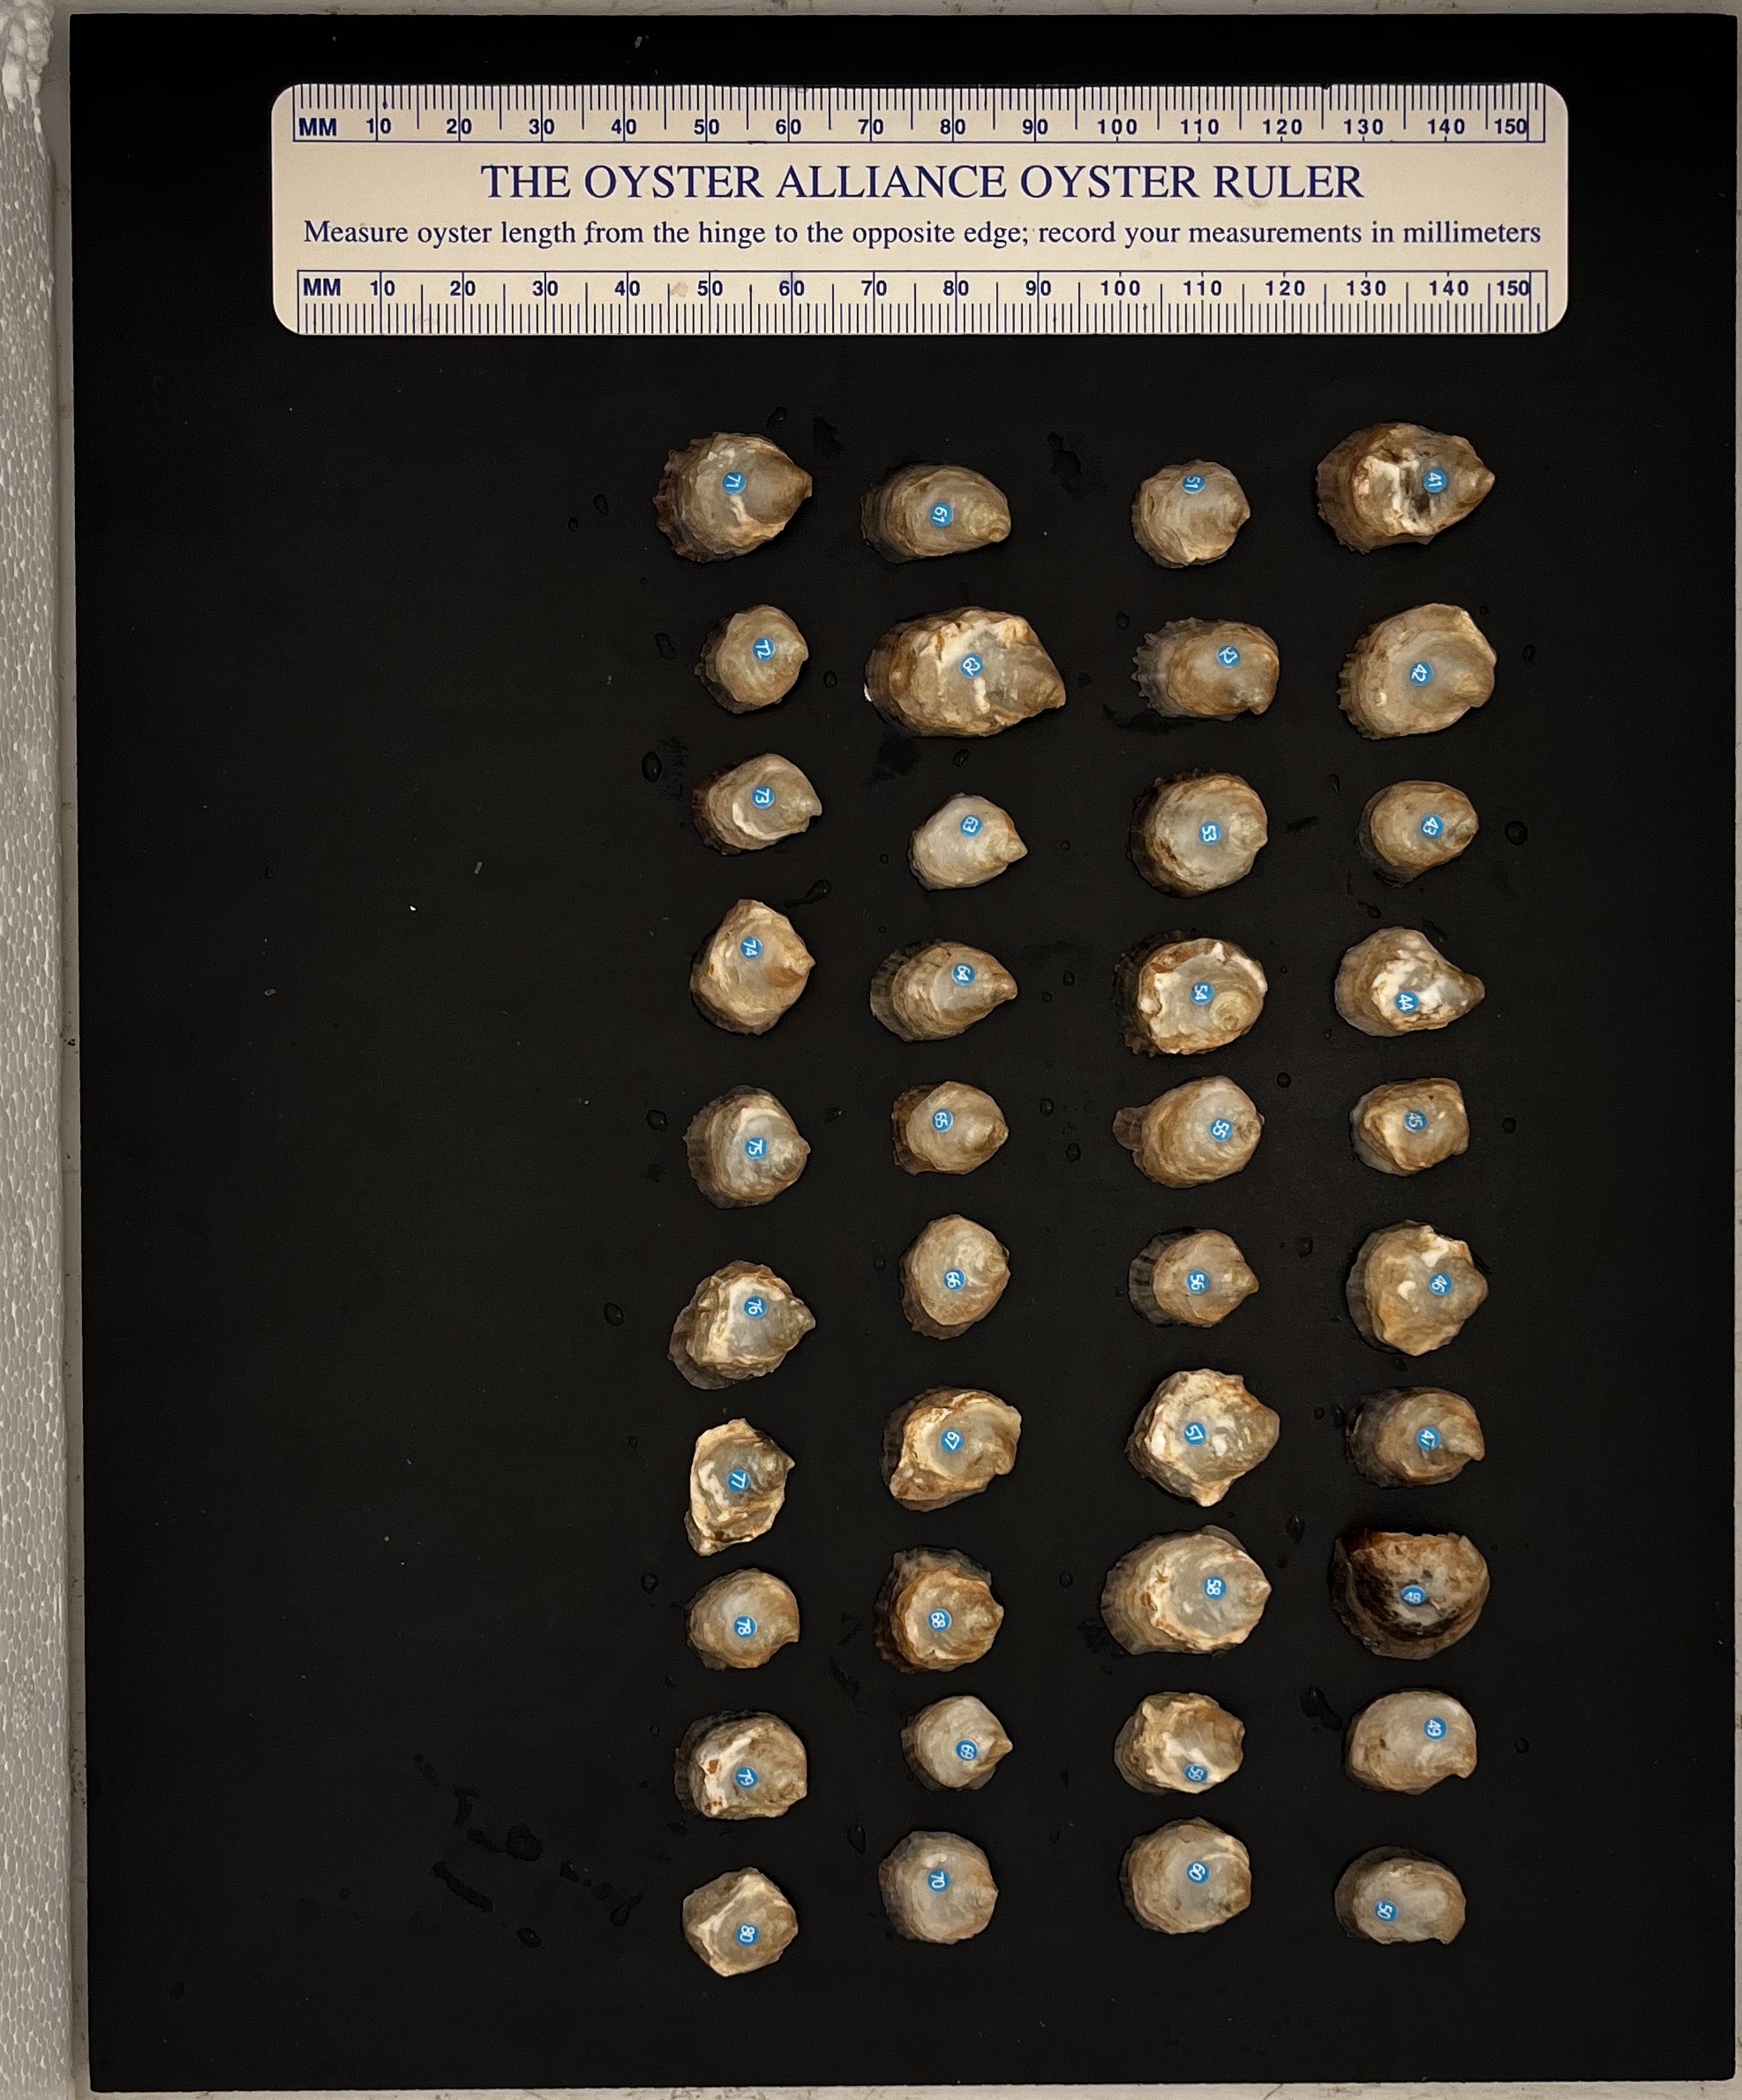 MM 10 20 30 40 50 60 70 80 90 100 110 120 130 140 150
THE OYSTER ALLIANCE OYSTER RULER
Measure oyster length from the hinge to the opposite edge; record your measurements in millimeters
MM 10 20 30 40 50 60 70 80 90 100 110 120 130 140 150
71 61 51 41
72 62 42
73 63 53 43
74 64 54 44
75 65 55 45
76 66 56 46
77 67 57 47
78 68 58 48
79 69 59 49
80 70 60 50